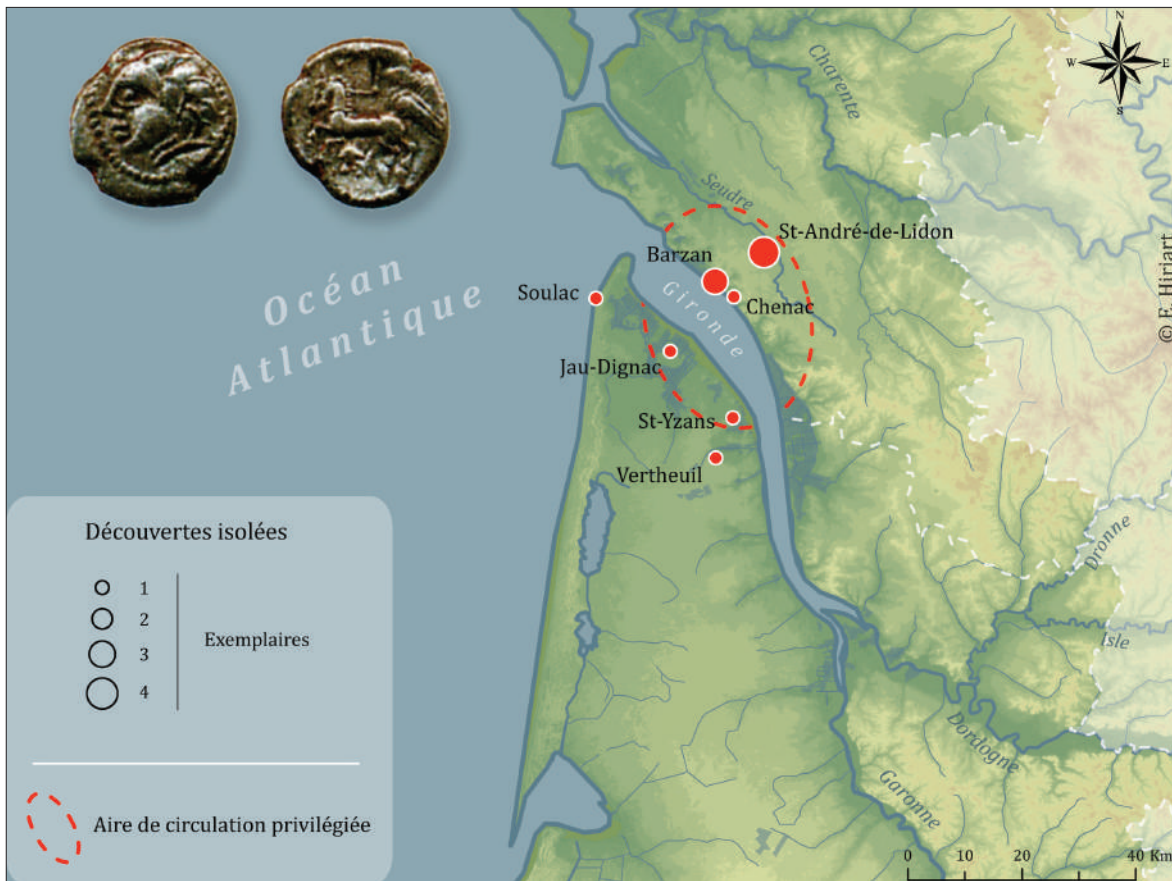 N
W
E
S
Charente
Seudre
St-André-de-Lidon
Barzan
Chenac
Gironde
Soulac
Océan
Atlantique
Jau-Dignac
St-Yzans
Vertheuil
© E. Hiriart
Découvertes isolées
1
2
3
4
Exemplaires
Aire de circulation privilégiée
Dronne
Isle
Dordogne
Garonne
0 10 20 40 Km